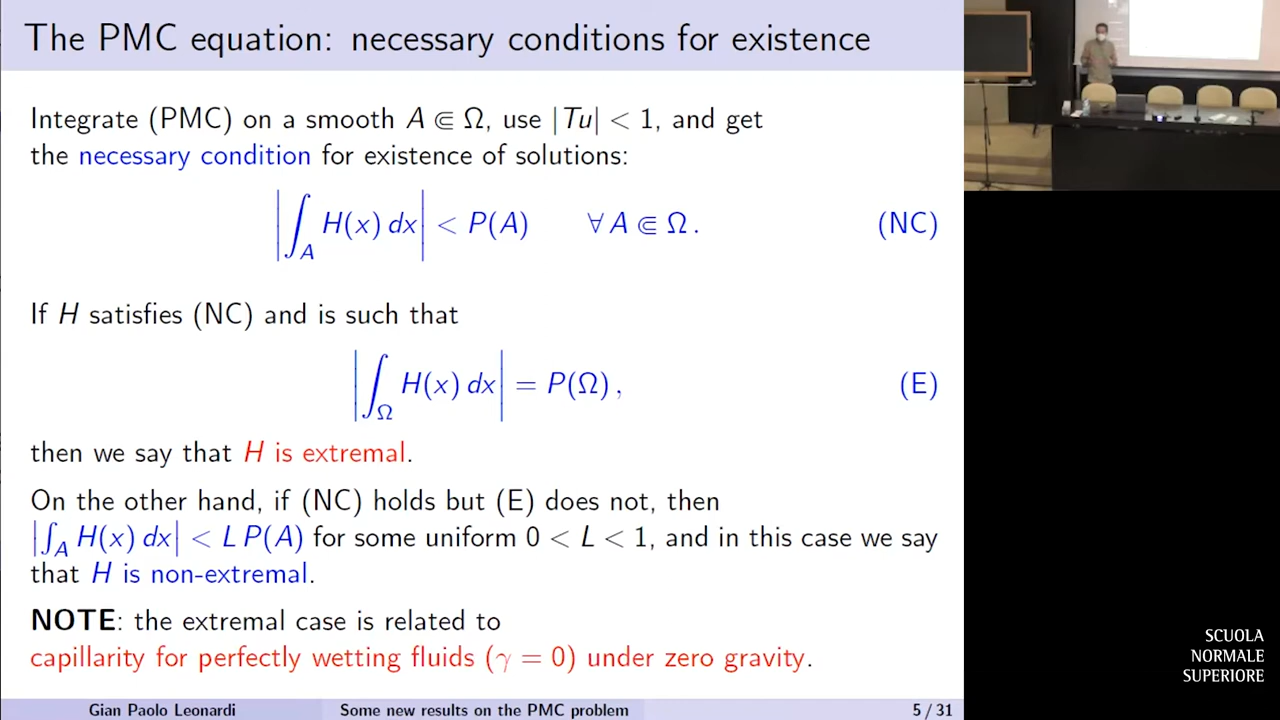 The PMC equation: necessary conditions for existence
Integrate (PMC) on a smooth A ⋐ Ω, use |Tu| < 1, and get
the necessary condition for existence of solutions:
|∫_A H(x) dx| < P(A) ∀ A ⋐ Ω. (NC)
If H satisfies (NC) and is such that
|∫_Ω H(x) dx| = P(Ω), (E)
then we say that H is extremal.
On the other hand, if (NC) holds but (E) does not, then
|∫_A H(x) dx| < L P(A) for some uniform 0 < L < 1, and in this case we say
that H is non-extremal.
NOTE: the extremal case is related to
capillarity for perfectly wetting fluids (γ = 0) under zero gravity.
Gian Paolo Leonardi Some new results on the PMC problem 5 / 31
SCUOLA
NORMALE
SUPERIORE